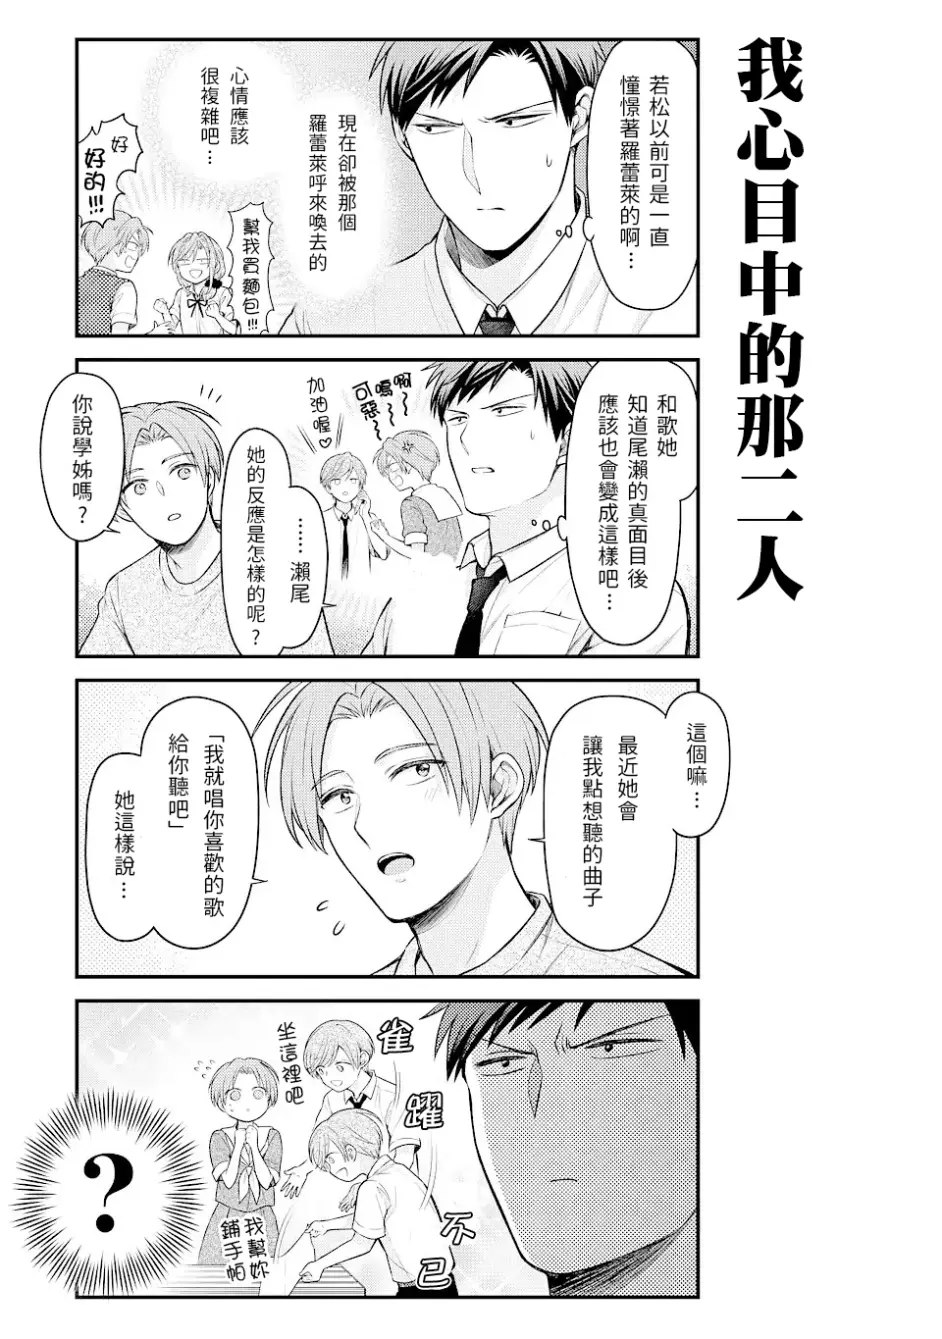 我心目中的那二人
若松以前可是一直
憧憬著羅蕾萊的啊…
現在卻被那個
羅蕾萊呼來喚去的
心情應該
很複雜吧…
幫我買麵包!!!
好
好的!!!
和歌她
知道尾瀨的真面目後
應該也會變成這樣吧…
啊~
嗚~
可惡~
加油喔♡
……瀨尾
她的反應是怎樣的呢？
你說學姊嗎？
這個嘛…
最近她會
讓我點想聽的曲子
「我就唱你喜歡的歌
給你聽吧」
她這樣說…
雀躍不已
坐這裡吧
我幫妳
鋪手帕
？